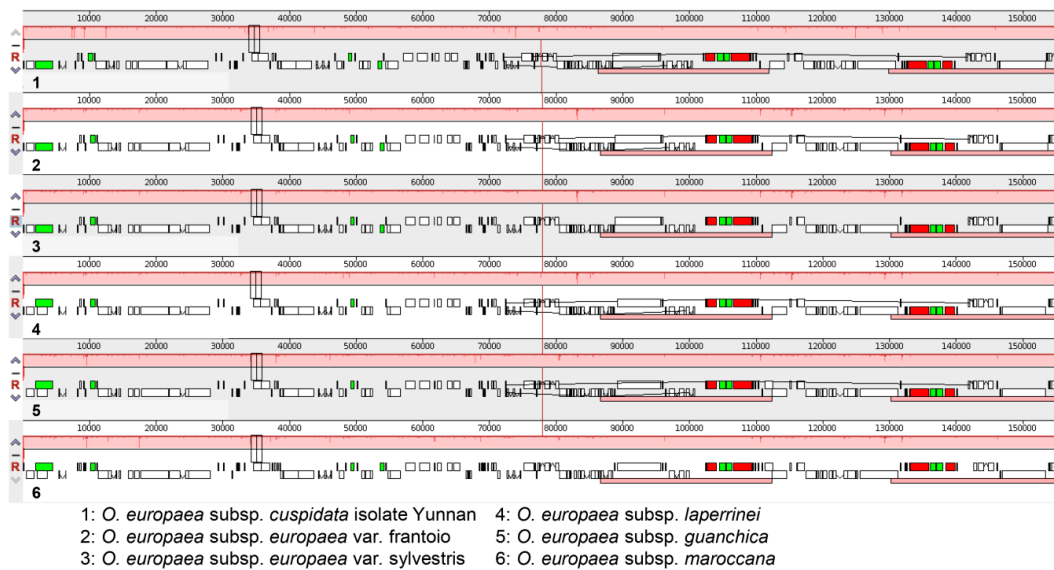 10000 20000 30000 40000 50000 60000 70000 80000 90000 100000 110000 120000 130000 140000 150000
R
1
10000 20000 30000 40000 50000 60000 70000 80000 90000 100000 110000 120000 130000 140000 150000
R
2
10000 20000 30000 40000 50000 60000 70000 80000 90000 100000 110000 120000 130000 140000 150000
R
3
10000 20000 30000 40000 50000 60000 70000 80000 90000 100000 110000 120000 130000 140000 150000
R
4
10000 20000 30000 40000 50000 60000 70000 80000 90000 100000 110000 120000 130000 140000 150000
R
5
10000 20000 30000 40000 50000 60000 70000 80000 90000 100000 110000 120000 130000 140000 150000
R
6
1: O. europaea subsp. cuspidata isolate Yunnan 4: O. europaea subsp. laperrinei
2: O. europaea subsp. europaea var. frantoio 5: O. europaea subsp. guanchica
3: O. europaea subsp. europaea var. sylvestris 6: O. europaea subsp. maroccana